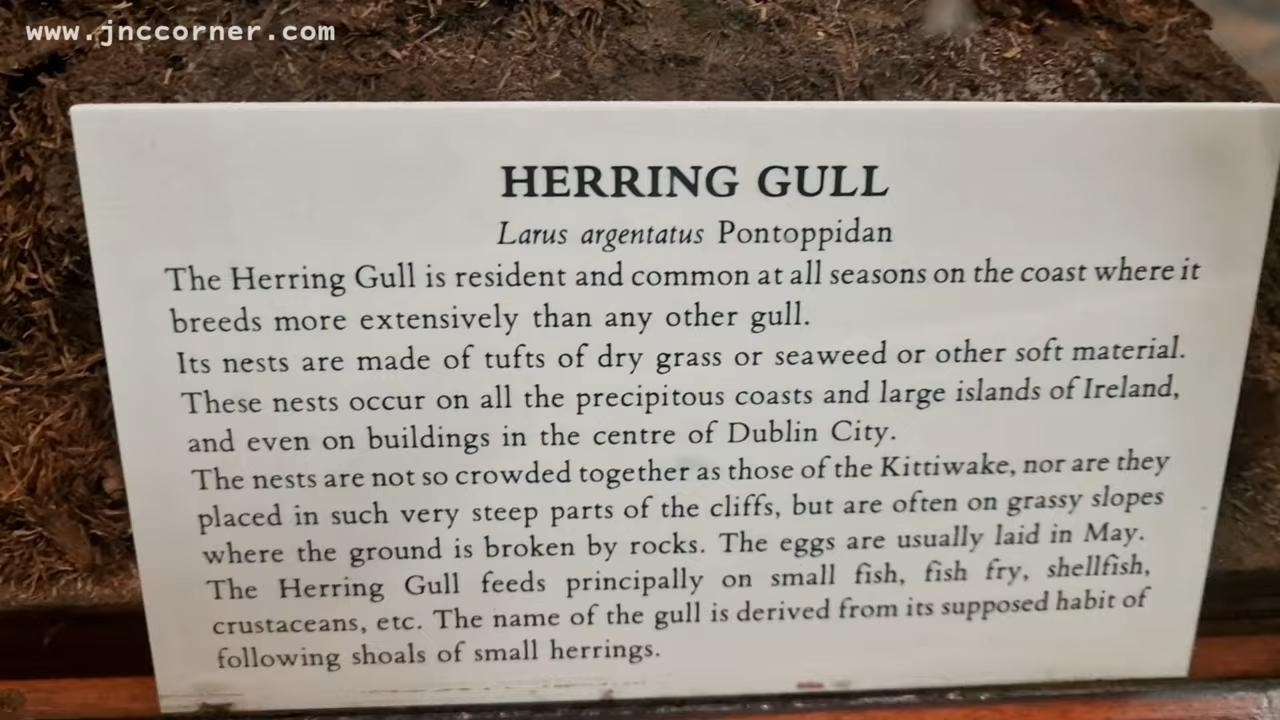 www.jnccorner.com
HERRING GULL
Larus argentatus Pontoppidan
The Herring Gull is resident and common at all seasons on the coast where it
breeds more extensively than any other gull.
Its nests are made of tufts of dry grass or seaweed or other soft material.
These nests occur on all the precipitous coasts and large islands of Ireland,
and even on buildings in the centre of Dublin City.
The nests are not so crowded together as those of the Kittiwake, nor are they
placed in such very steep parts of the cliffs, but are often on grassy slopes
where the ground is broken by rocks. The eggs are usually laid in May.
The Herring Gull feeds principally on small fish, fish fry, shellfish,
crustaceans, etc. The name of the gull is derived from its supposed habit of
following shoals of small herrings.